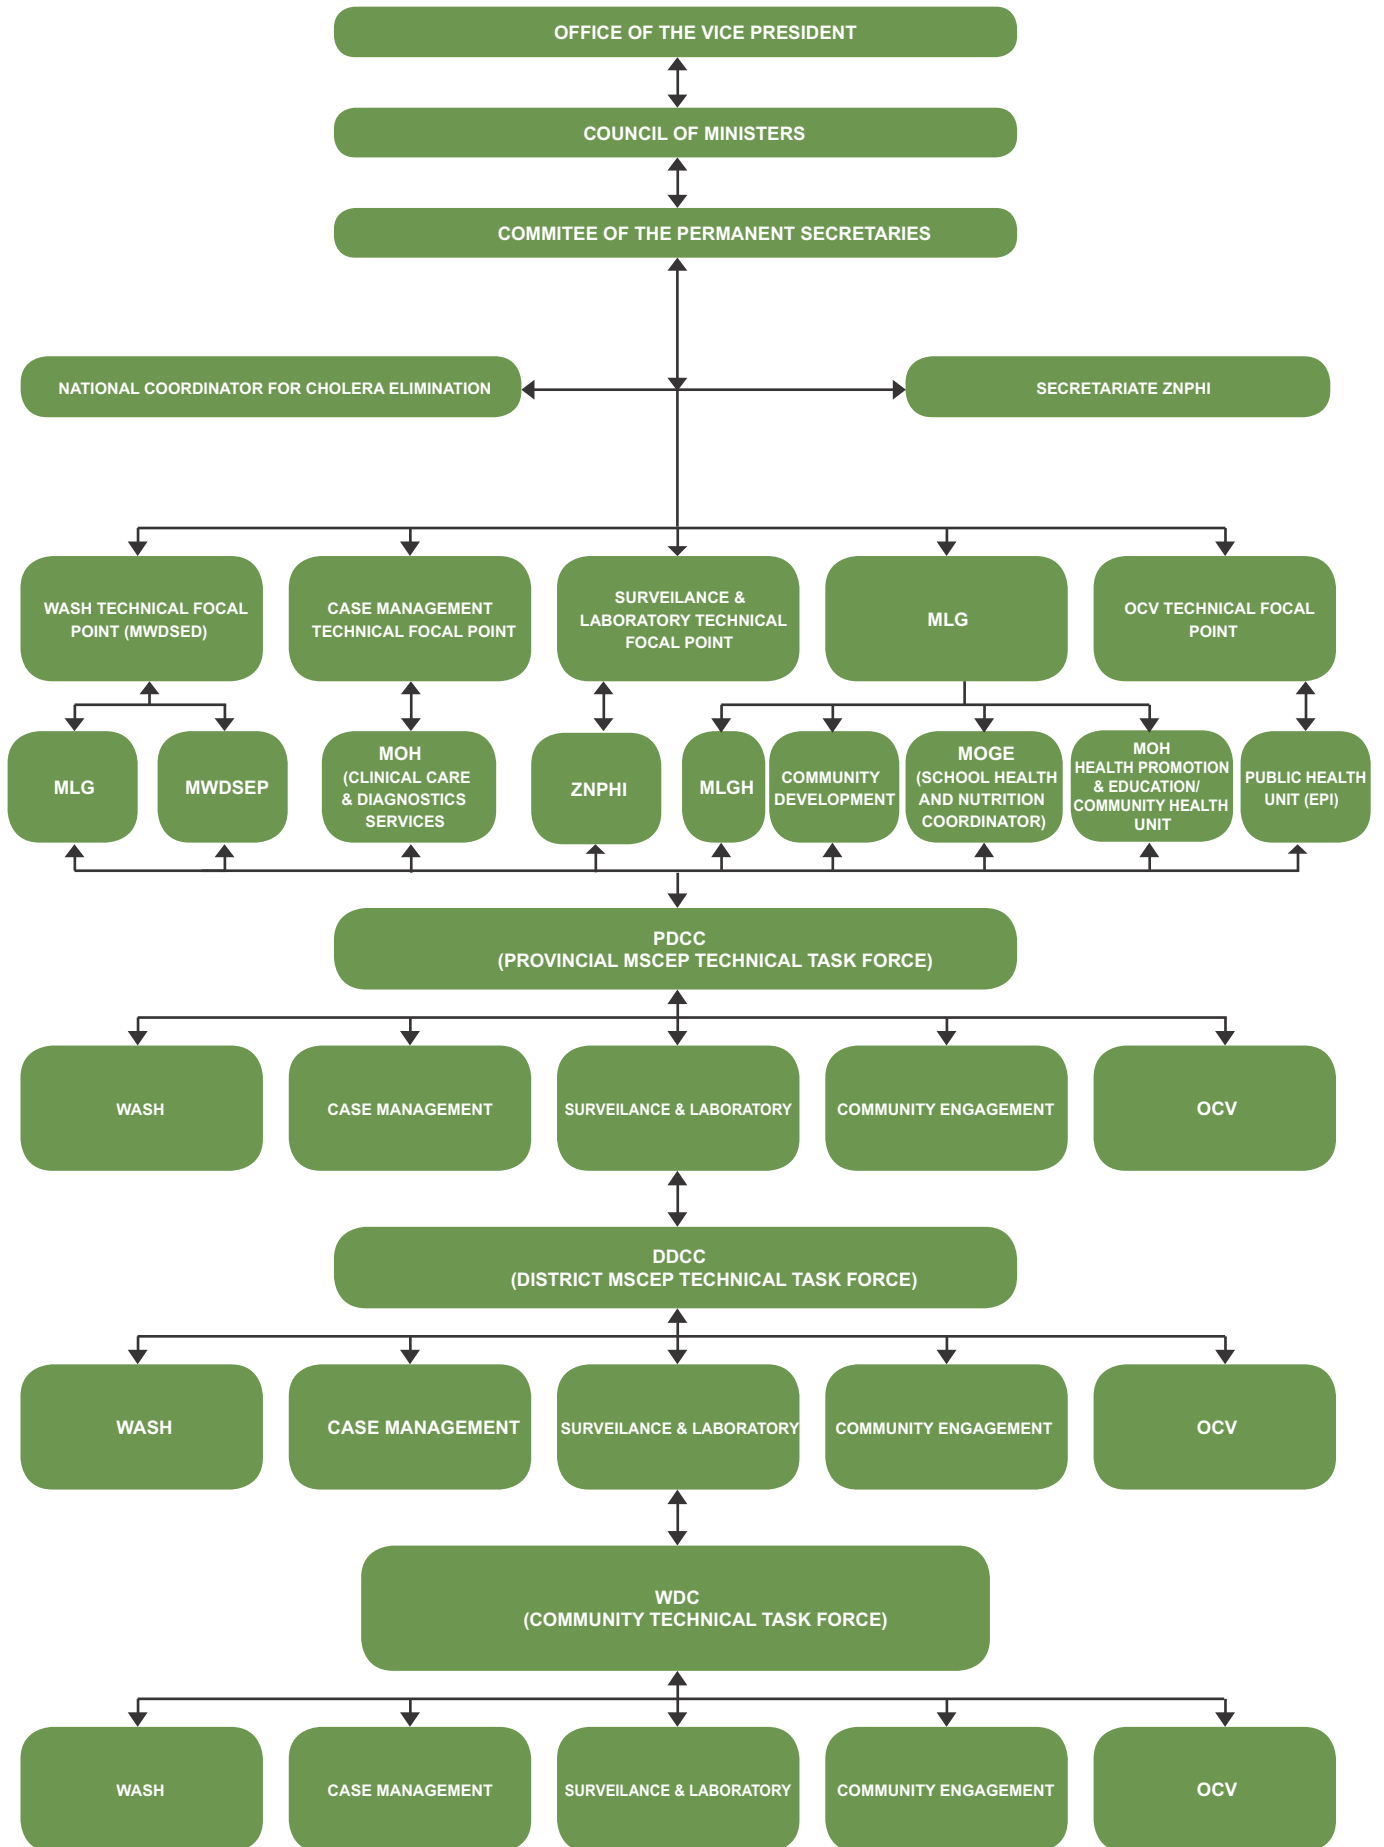 OFFICE OF THE VICE PRESIDENT
COUNCIL OF MINISTERS
COMMITEE OF THE PERMANENT SECRETARIES
NATIONAL COORDINATOR FOR CHOLERA ELIMINATION
SECRETARIATE ZNPHI
WASH TECHNICAL FOCAL
POINT (MWDSED)
CASE MANAGEMENT
TECHNICAL FOCAL POINT
SURVEILANCE &
LABORATORY TECHNICAL
FOCAL POINT
MLG
OCV TECHNICAL FOCAL
POINT
MLG
MWDSEP
MOH
(CLINICAL CARE
& DIAGNOSTICS
SERVICES
ZNPHI
MLGH
COMMUNITY
DEVELOPMENT
MOGE
(SCHOOL HEALTH
AND NUTRITION
COORDINATOR)
MOH
HEALTH PROMOTION
& EDUCATION/
COMMUNITY HEALTH
UNIT
PUBLIC HEALTH
UNIT (EPI)
PDCC
(PROVINCIAL MSCEP TECHNICAL TASK FORCE)
WASH
CASE MANAGEMENT
SURVEILANCE & LABORATORY
COMMUNITY ENGAGEMENT
OCV
DDCC
(DISTRICT MSCEP TECHNICAL TASK FORCE)
WASH
CASE MANAGEMENT
SURVEILANCE & LABORATORY
COMMUNITY ENGAGEMENT
OCV
WDC
(COMMUNITY TECHNICAL TASK FORCE)
WASH
CASE MANAGEMENT
SURVEILANCE & LABORATORY
COMMUNITY ENGAGEMENT
OCV